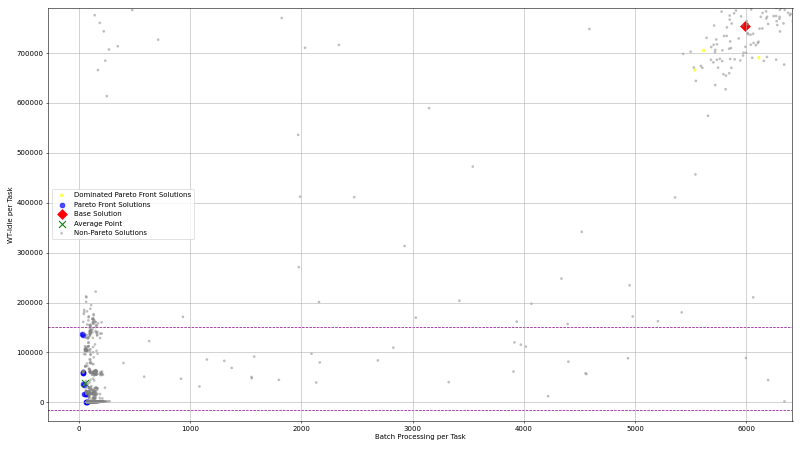 700000
600000
500000
400000
300000
200000
100000
0
WT-Idle per Task
Dominated Pareto Front Solutions
Pareto Front Solutions
Base Solution
Average Point
Non-Pareto Solutions
0 1000 2000 3000 4000 5000 6000
Batch Processing per Task